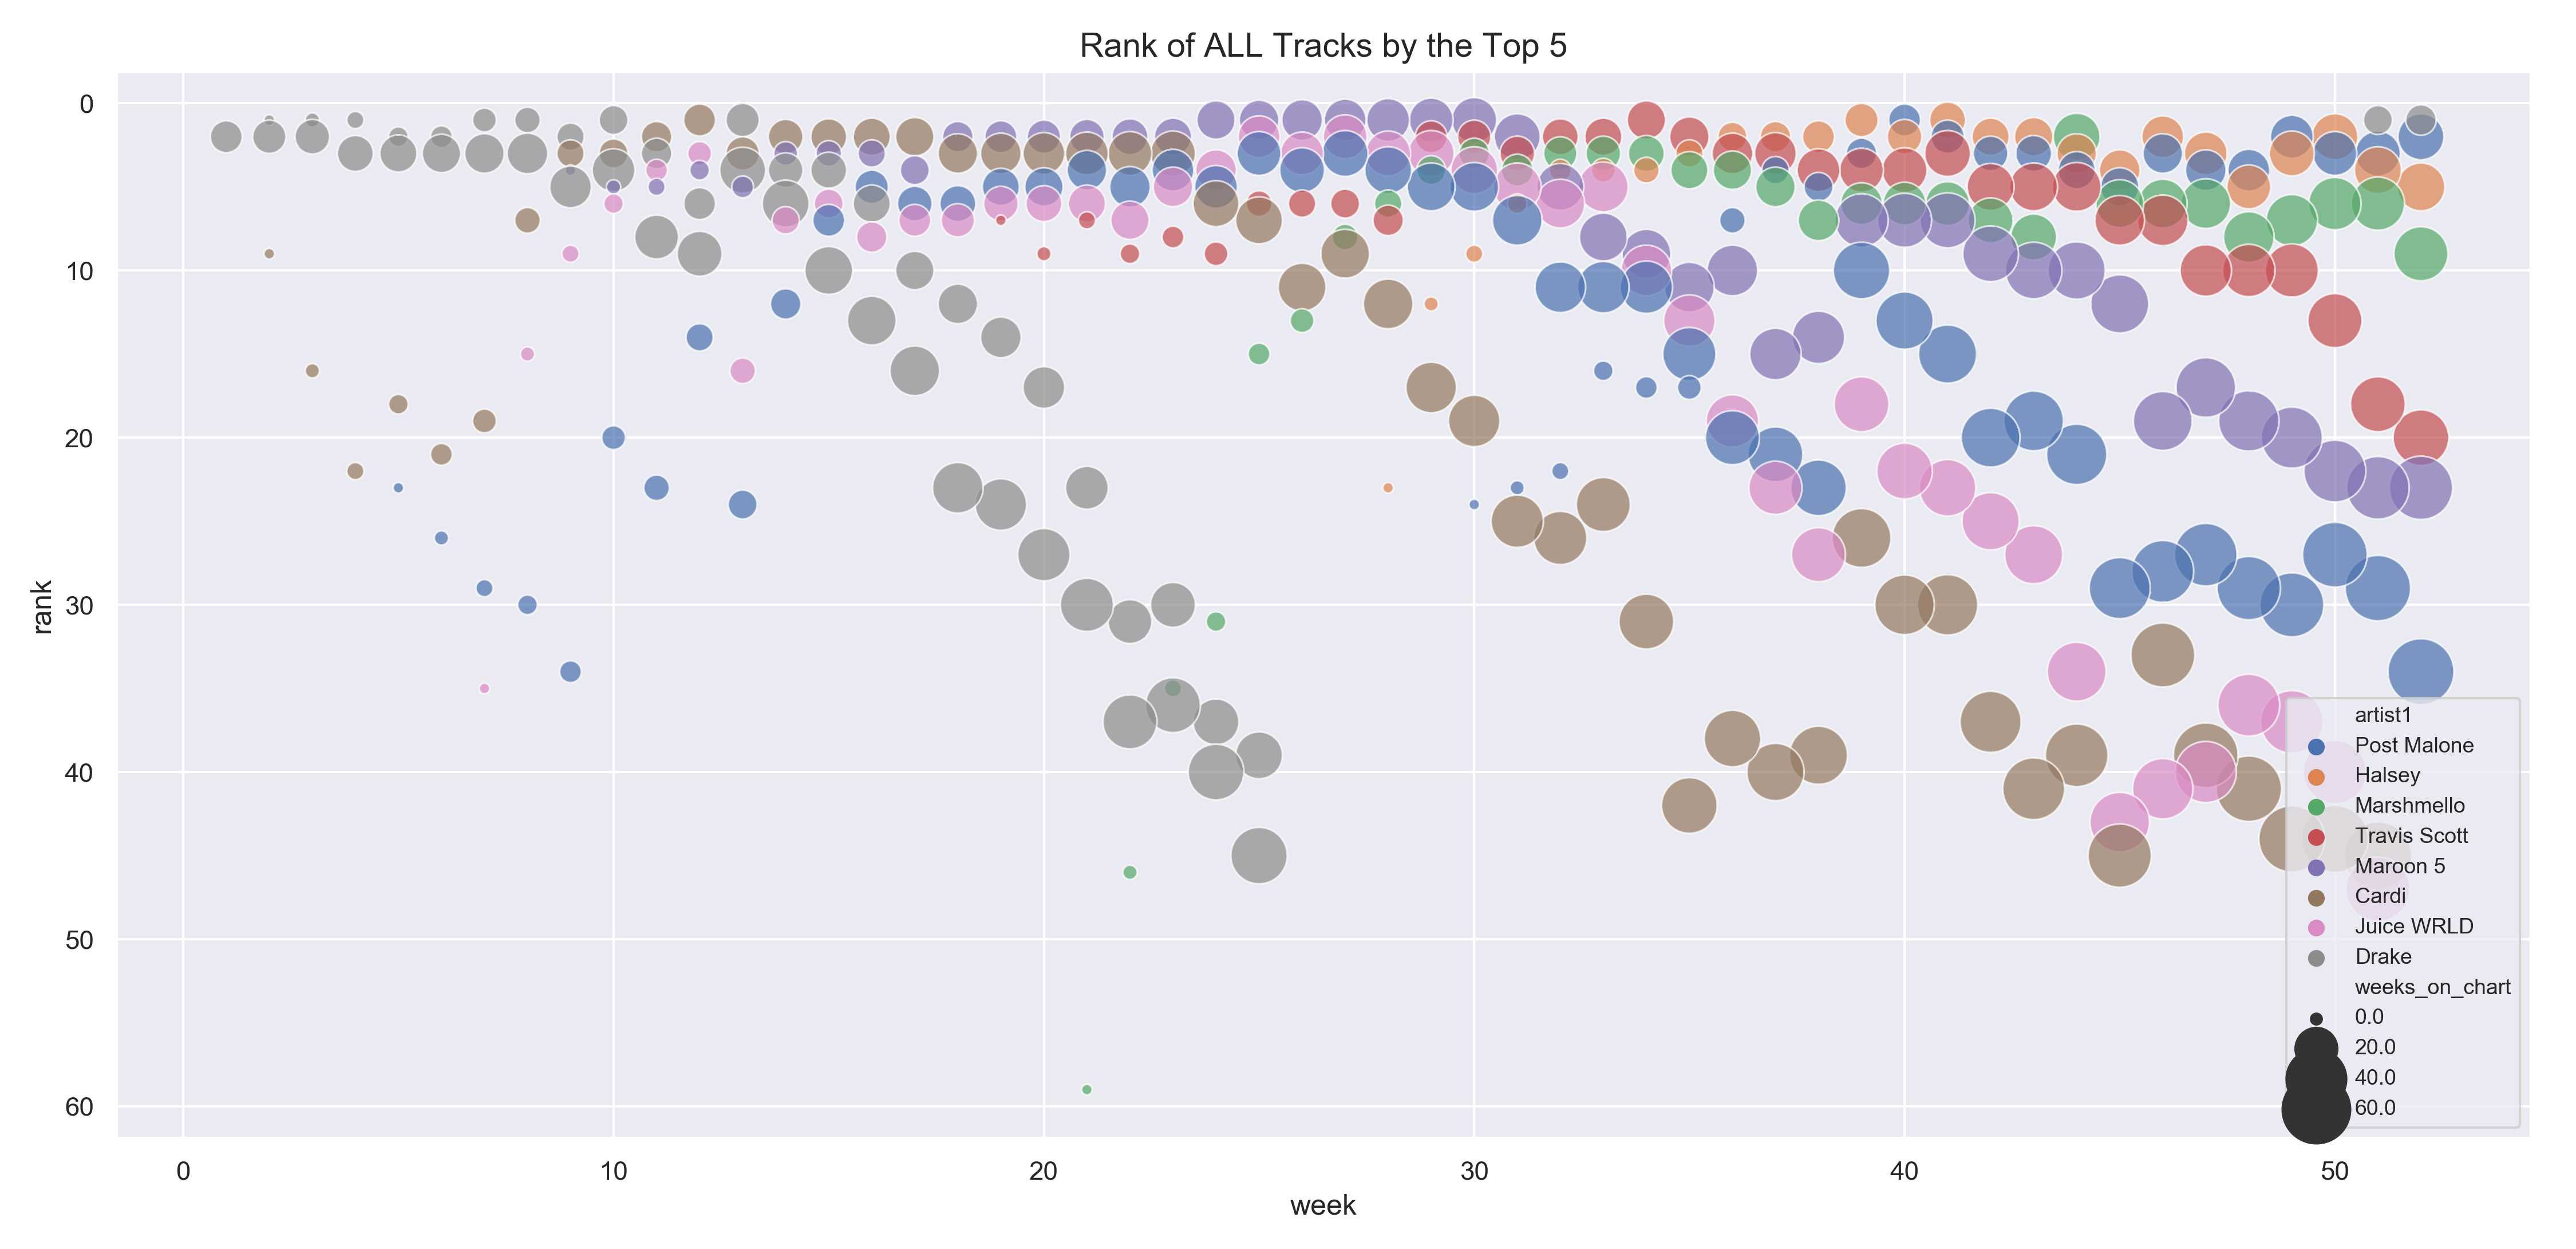 Rank of ALL Tracks by the Top 5
0
10
20
30
40
50
60
rank
0
10
20
30
40
50
week
artist1
Post Malone
Halsey
Marshmello
Travis Scott
Maroon 5
Cardi
Juice WRLD
Drake
weeks_on_chart
0.0
20.0
40.0
60.0